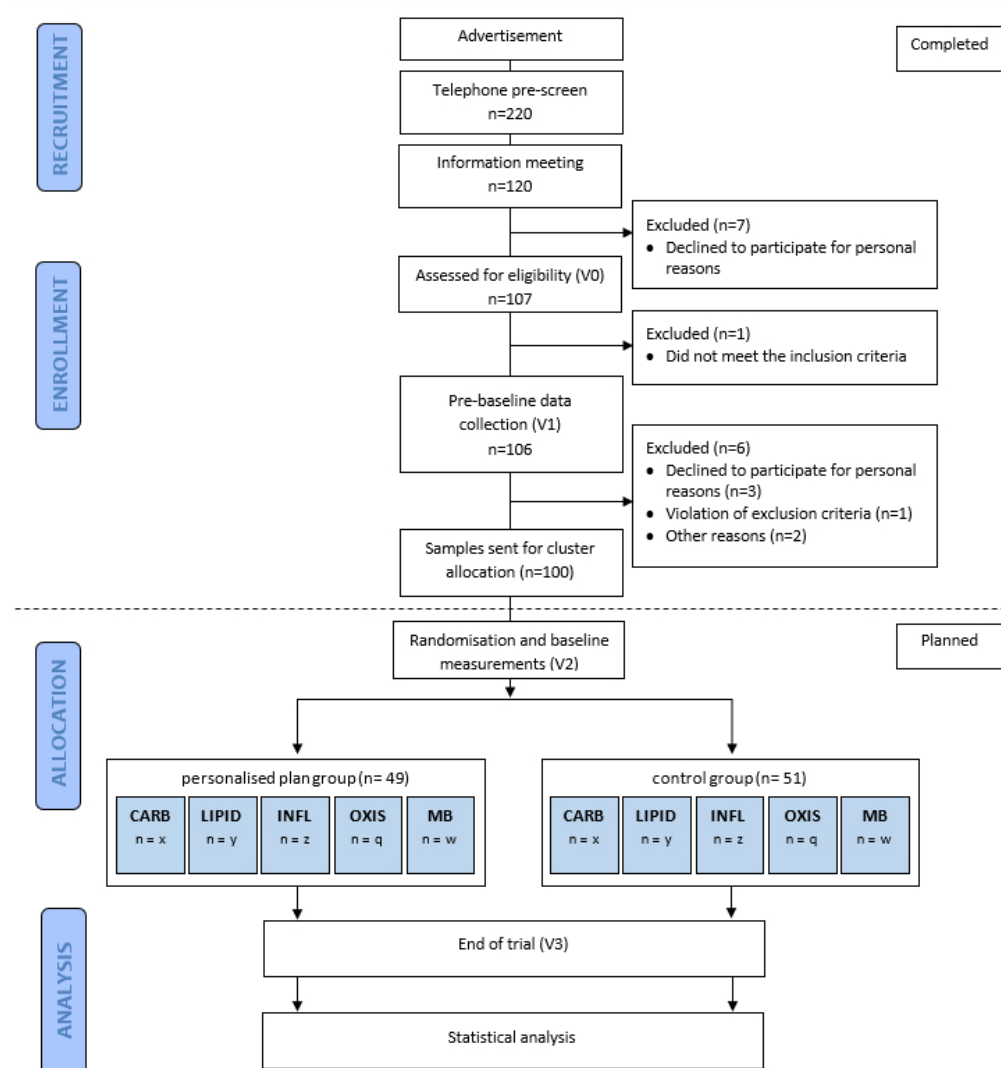 RECRUITMENT
Advertisement
Completed
Telephone pre-screen
n=220
Information meeting
n=120
Excluded (n=7)
• Declined to participate for personal
reasons
ENROLLMENT
Assessed for eligibility (V0)
n=107
Excluded (n=1)
• Did not meet the inclusion criteria
Pre-baseline data
collection (V1)
n=106
Excluded (n=6)
• Declined to participate for personal
reasons (n=3)
• Violation of exclusion criteria (n=1)
• Other reasons (n=2)
Samples sent for cluster
allocation (n=100)
ALLOCATION
Randomisation and baseline
measurements (V2)
Planned
personalised plan group (n= 49)
CARB LIPID INFL OXIS MB
n = x n = y n = z n = q n = w
control group (n= 51)
CARB LIPID INFL OXIS MB
n = x n = y n = z n = q n = w
ANALYSIS
End of trial (V3)
Statistical analysis